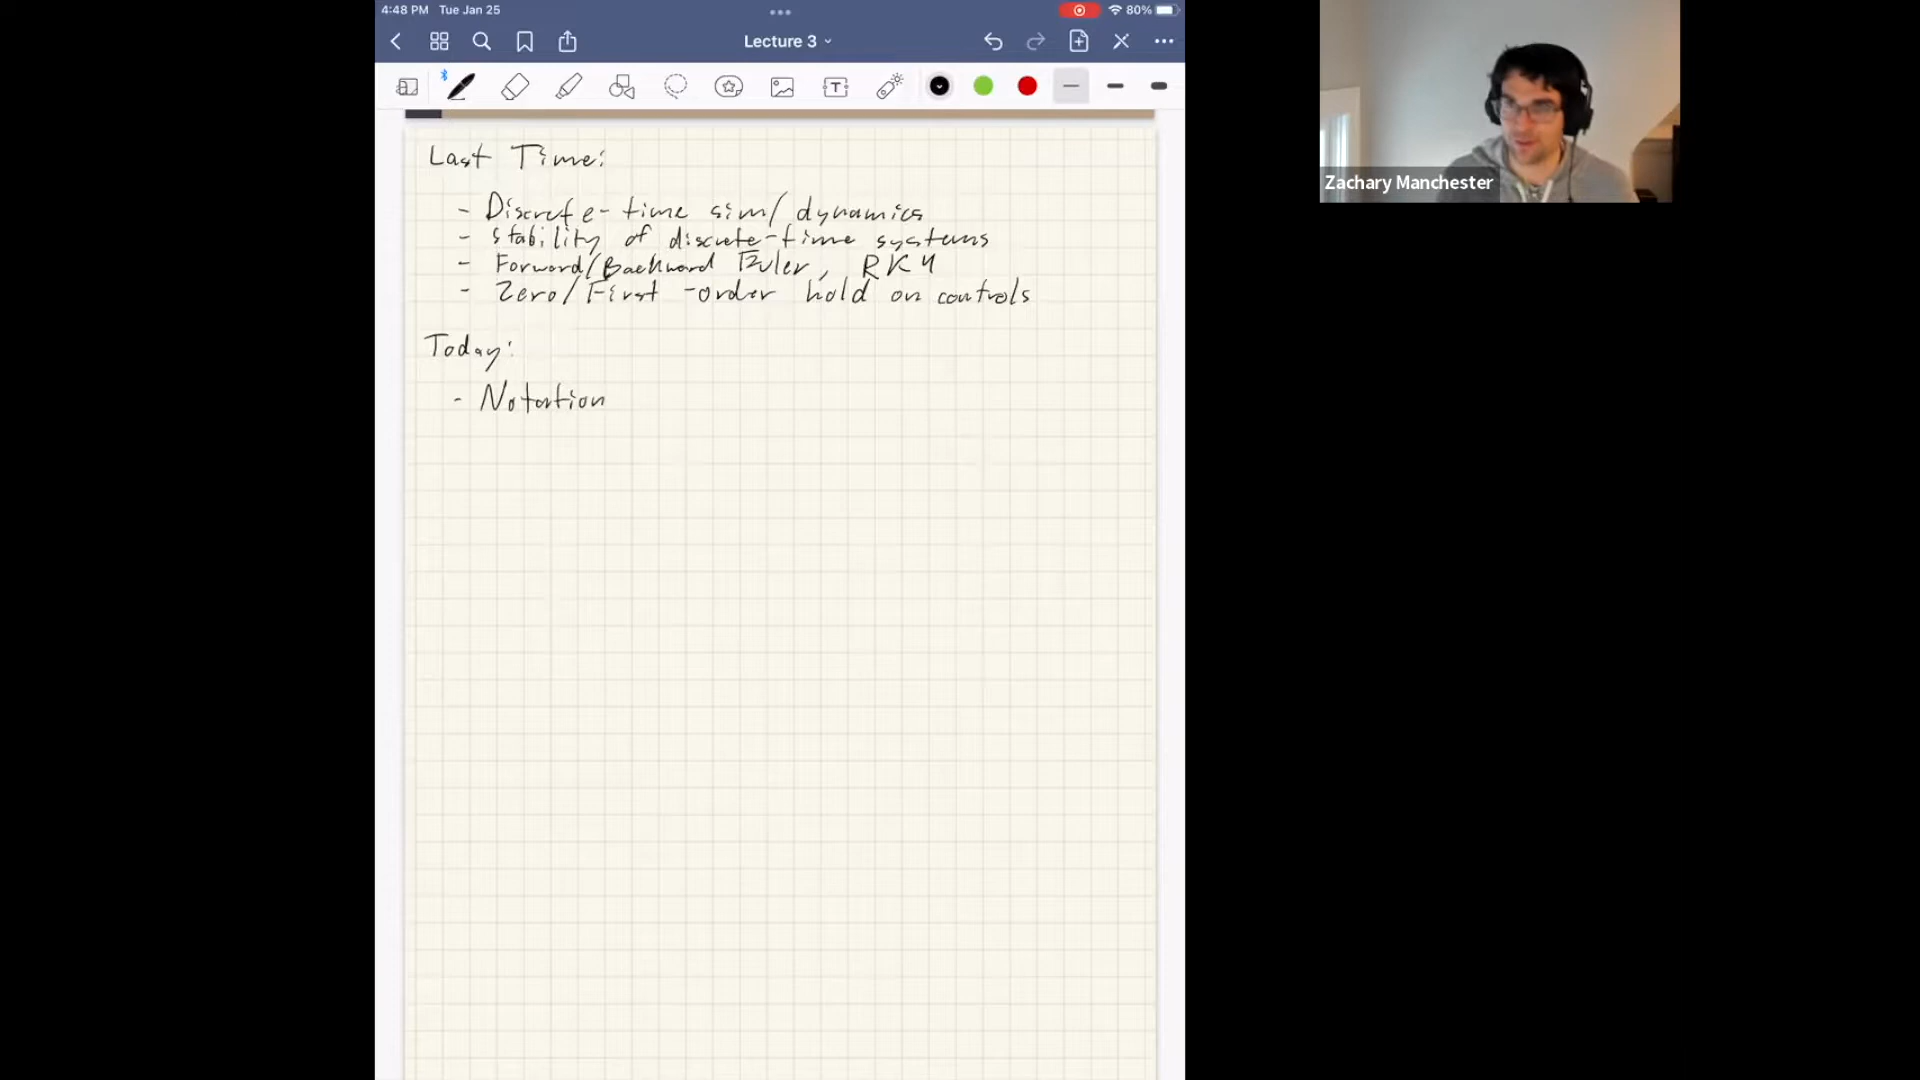 4:48 PM Tue Jan 25
80%
Lecture 3
Zachary Manchester
Last Time:
- Discrete-time sim/dynamics
- Stability of discrete-time systems
- Forward/Backward Euler, RK4
- Zero/First-order hold on controls
Today:
- Notation